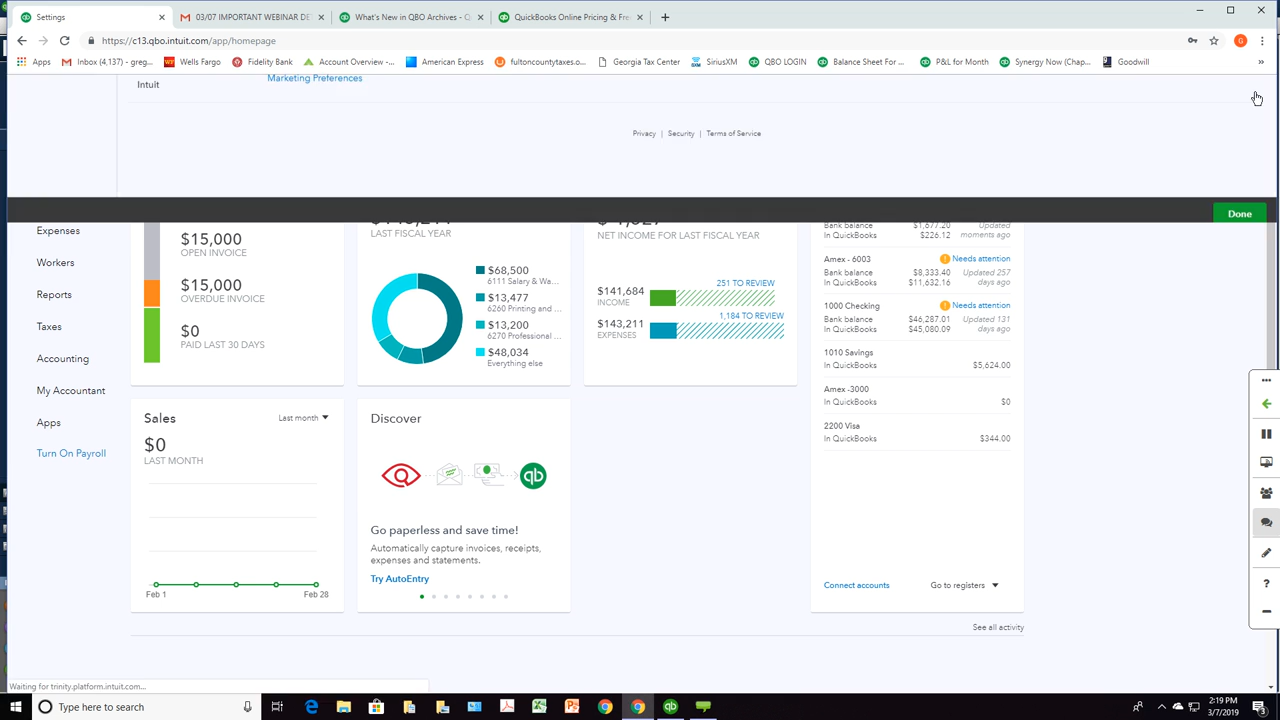 Settings
03/07 IMPORTANT WEBINAR DE
What's New in QBO Archives - Q
QuickBooks Online Pricing & Fre
https://c13.qbo.intuit.com/app/homepage
Apps
Inbox (4,137) - greg...
Wells Fargo
Fidelity Bank
Account Overview -...
American Express
fultoncountytaxes.o...
Georgia Tax Center
SiriusXM
QBO LOGIN
Balance Sheet For ...
P&L for Month
Synergy Now (Chap...
Goodwill
»
Intuit
Marketing Preferences
Privacy | Security | Terms of Service
Done
Expenses
Workers
Reports
Taxes
Accounting
My Accountant
Apps
Turn On Payroll
$15,000
OPEN INVOICE
$15,000
OVERDUE INVOICE
$0
PAID LAST 30 DAYS
LAST FISCAL YEAR
$68,500
6111 Salary & Wa...
$13,477
6260 Printing and ...
$13,200
6270 Professional ...
$48,034
Everything else
NET INCOME FOR LAST FISCAL YEAR
251 TO REVIEW
$141,684
INCOME
1,184 TO REVIEW
$143,211
EXPENSES
Bank balance $1,677.20 Updated
In QuickBooks $226.12 moments ago
Amex - 6003 Needs attention
Bank balance $8,333.40 Updated 257
In QuickBooks $11,632.16 days ago
1000 Checking Needs attention
Bank balance $46,287.01 Updated 131
In QuickBooks $45,080.09 days ago
1010 Savings
In QuickBooks $5,624.00
Amex -3000
In QuickBooks $0
2200 Visa
In QuickBooks $344.00
Connect accounts Go to registers
Sales Last month
$0
LAST MONTH
Feb 1 Feb 28
Discover
qb
Go paperless and save time!
Automatically capture invoices, receipts,
expenses and statements.
Try AutoEntry
See all activity
Waiting for trinity.platform.intuit.com...
Type here to search
2:19 PM
3/7/2019